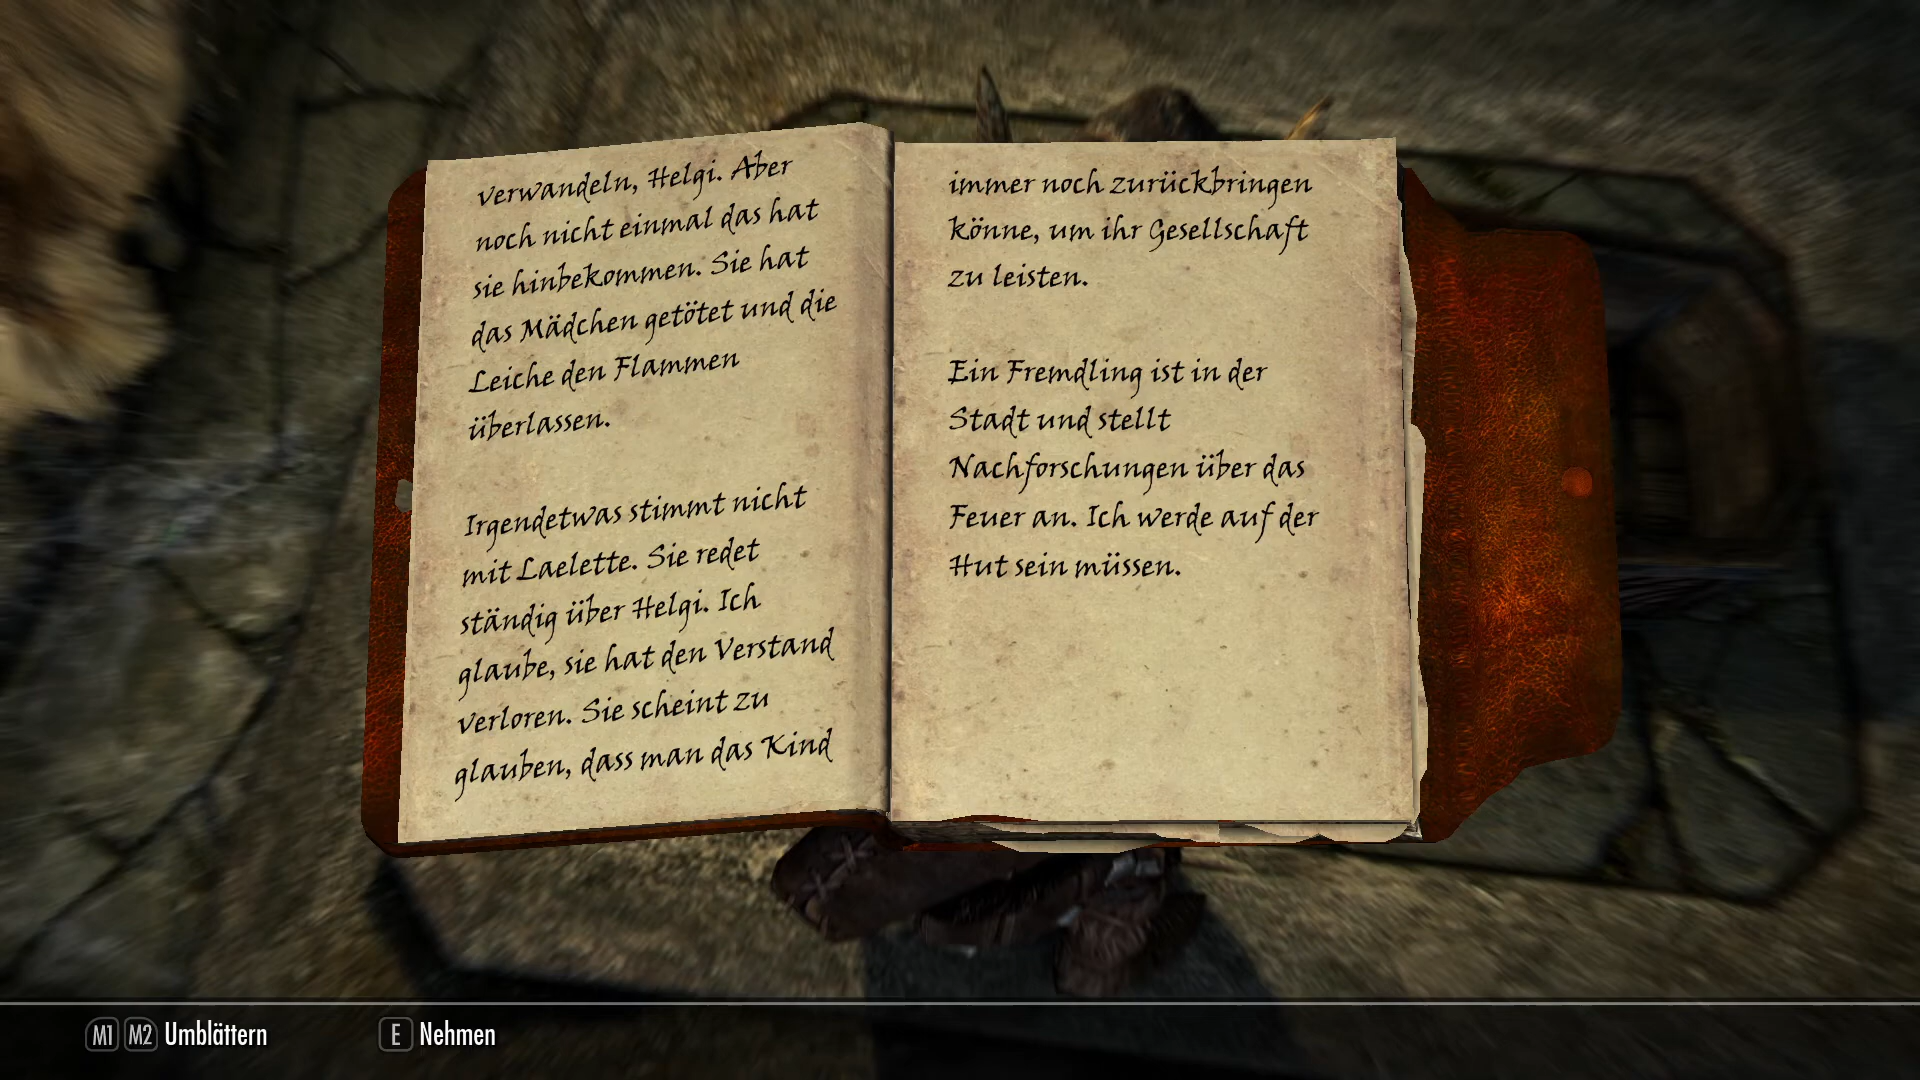 verwandeln, Helgi. Aber
noch nicht einmal das hat
sie hinbekommen. Sie hat
das Mädchen getötet und die
Leiche den Flammen
überlassen.
Irgendetwas stimmt nicht
mit Laelette. Sie redet
ständig über Helgi. Ich
glaube, sie hat den Verstand
verloren. Sie scheint zu
glauben, dass man das Kind
immer noch zurückbringen
könne, um ihr Gesellschaft
zu leisten.
Ein Fremdling ist in der
Stadt und stellt
Nachforschungen über das
Feuer an. Ich werde auf der
Hut sein müssen.
M1 M2 Umblättern
E Nehmen